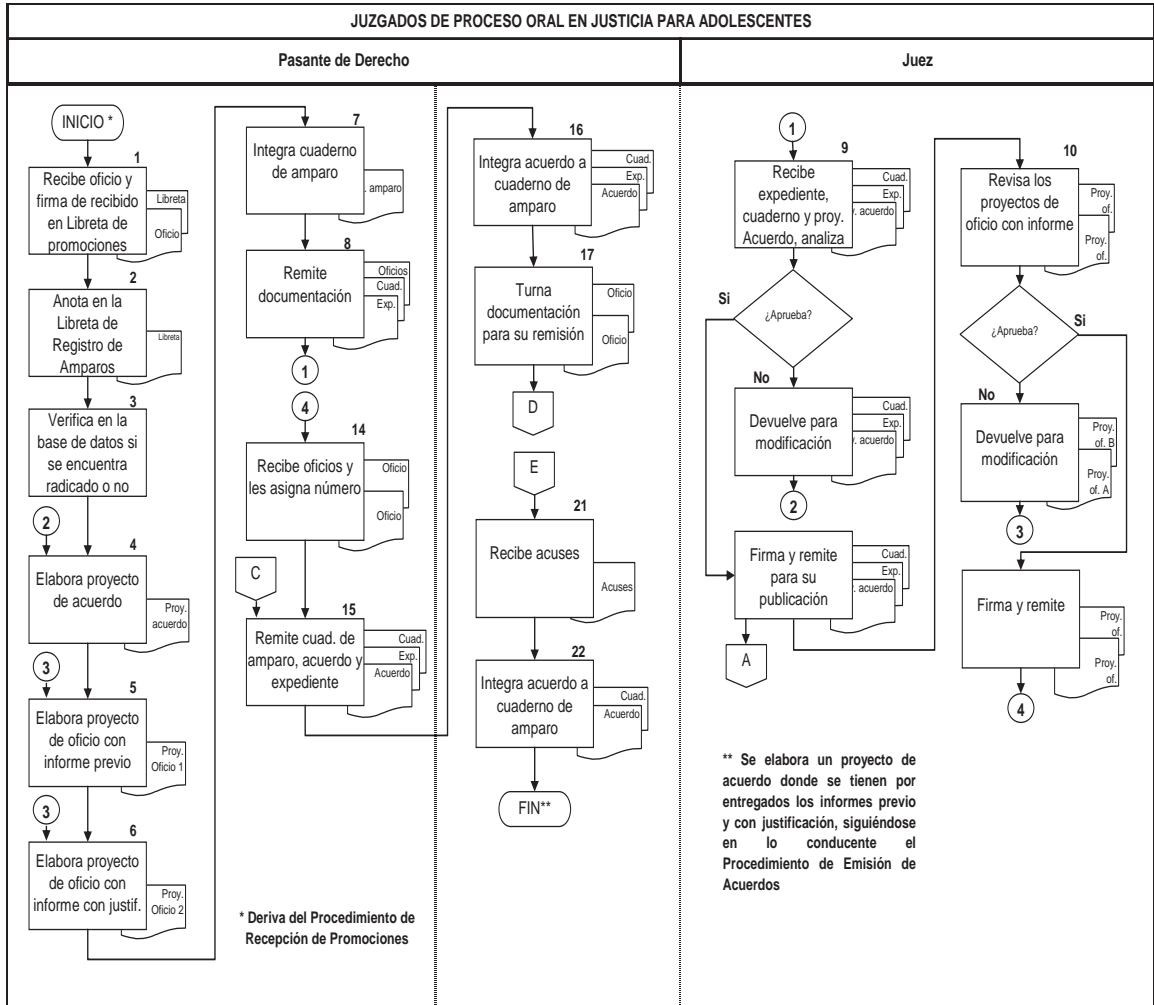 JUZGADOS DE PROCESO ORAL EN JUSTICIA PARA ADOLESCENTES
Pasante de Derecho
Juez
INICIO *
1
Recibe oficio y
firma de recibido
en Libreta de
promociones
Libreta
Oficio
2
Anota en la
Libreta de
Registro de
Amparos
Libreta
3
Verifica en la
base de datos si
se encuentra
radicado o no
2
4
Elabora proyecto
de acuerdo
Proy.
acuerdo
3
5
Elabora proyecto
de oficio con
informe previo
Proy.
Oficio 1
3
6
Elabora proyecto
de oficio con
informe con justif.
Proy.
Oficio 2
7
Integra cuaderno
de amparo
. amparo
8
Remite
documentación
Oficios
Cuad.
Exp.
1
4
14
Recibe oficios y
les asigna número
Oficio
Oficio
C
15
Remite cuad. de
amparo, acuerdo y
expediente
Cuad.
Exp.
Acuerdo
* Deriva del Procedimiento de
Recepción de Promociones
16
Integra acuerdo a
cuaderno de
amparo
Cuad.
Exp.
Acuerdo
17
Turna
documentación
para su remisión
Oficio
Oficio
D
E
21
Recibe acuses
Acuses
22
Integra acuerdo a
cuaderno de
amparo
Cuad.
Acuerdo
FIN**
1
9
Recibe
expediente,
cuaderno y proy.
Acuerdo, analiza
Cuad.
Exp.
. acuerdo
Si
¿Aprueba?
No
Devuelve para
modificación
Cuad.
Exp.
. acuerdo
2
Firma y remite
para su
publicación
Cuad.
Exp.
. acuerdo
A
10
Revisa los
proyectos de
oficio con informe
Proy.
of.
Proy.
of.
¿Aprueba?
Si
No
Devuelve para
modificación
Proy.
of. B
Proy.
of. A
3
Firma y remite
Proy.
of.
Proy.
of.
4
** Se elabora un proyecto de
acuerdo donde se tienen por
entregados los informes previo
y con justificación, siguiéndose
en lo conducente el
Procedimiento de Emisión de
Acuerdos